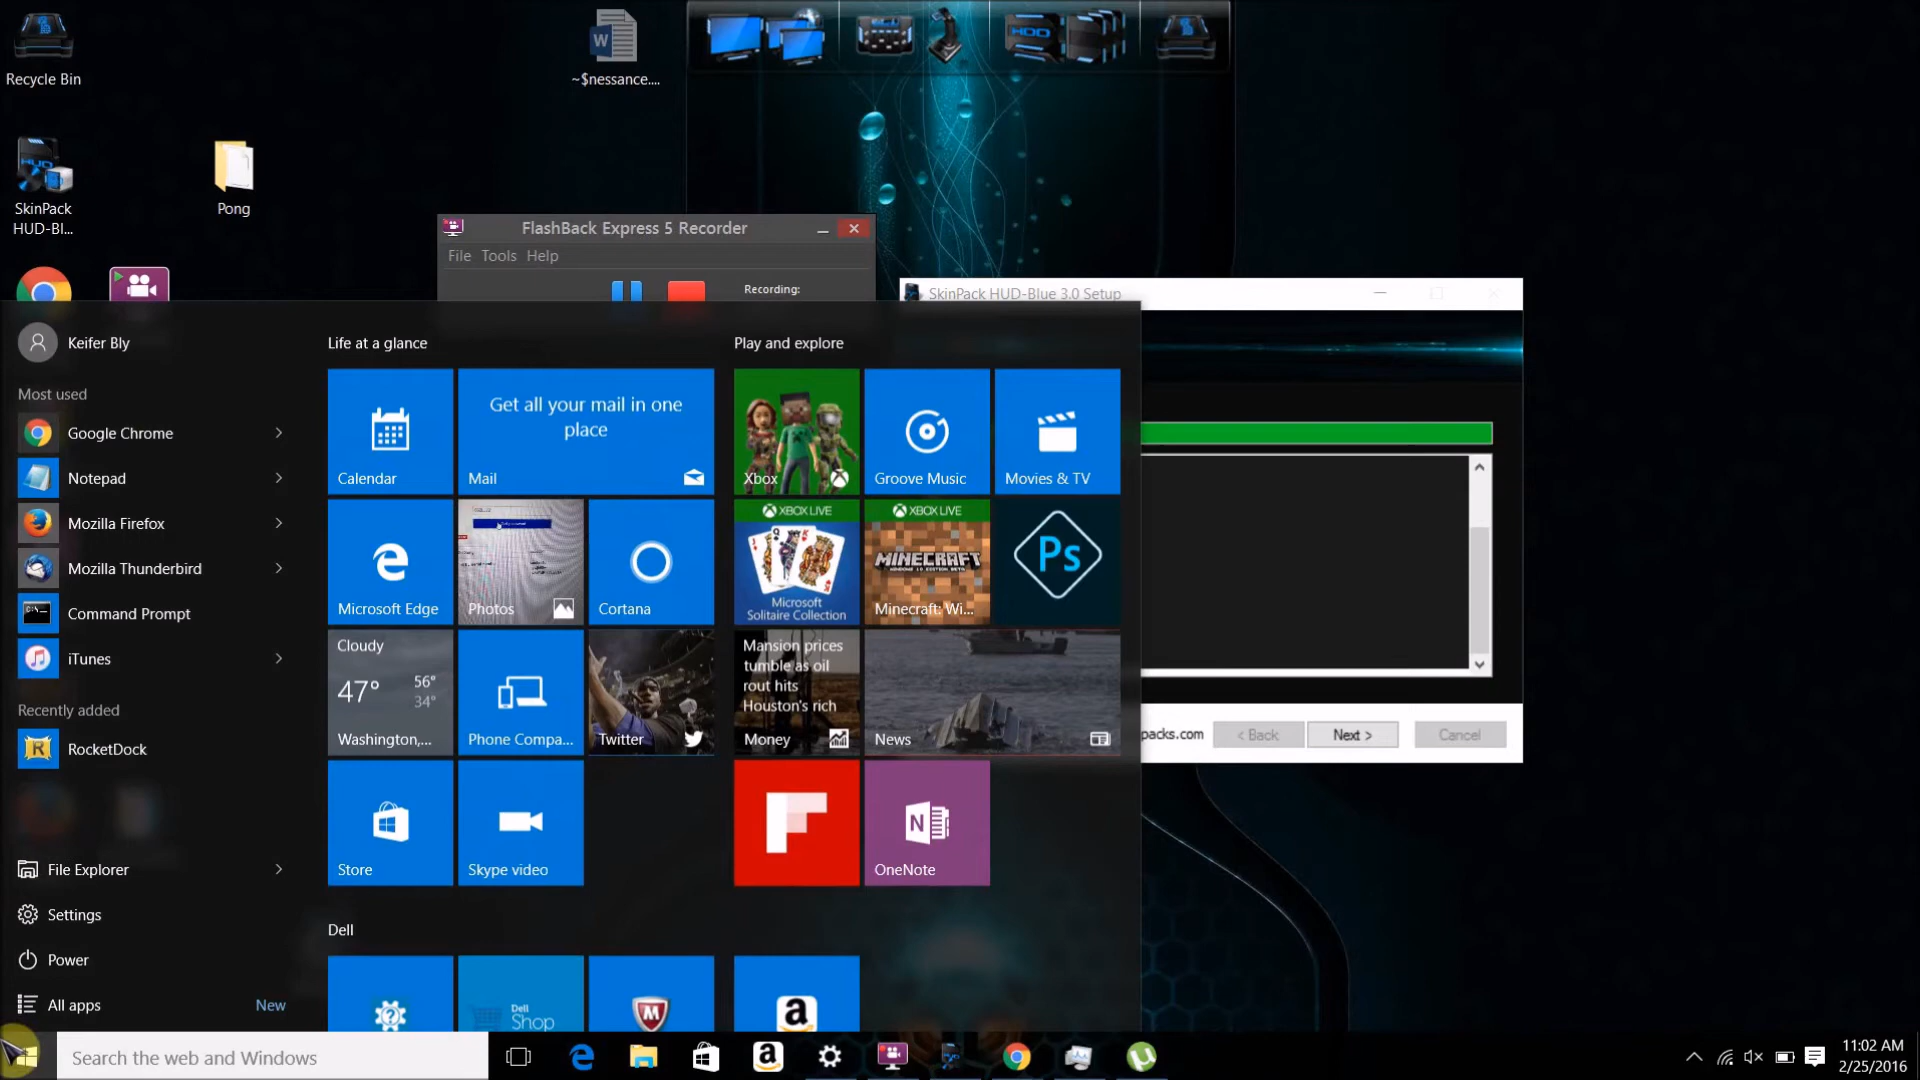 Recycle Bin
~$nessance....
HDD
HUD
SkinPack
HUD-Bl...
Pong
FlashBack Express 5 Recorder
File Tools Help
Recording:
SkinPack HUD-Blue 3.0 Setup
Keifer Bly
Most used
Google Chrome
Notepad
Mozilla Firefox
Mozilla Thunderbird
Command Prompt
iTunes
Recently added
RocketDock
File Explorer
Settings
Power
All apps New
Life at a glance
Calendar
Get all your mail in one
place
Mail
Microsoft Edge
Photos
Cortana
Cloudy
47° 56°
34°
Washington,...
Phone Compa...
Twitter
Store
Skype video
Dell
Dell
Shop
Play and explore
Xbox
Groove Music
Movies & TV
XBOX LIVE
Microsoft
Solitaire Collection
XBOX LIVE
MINECRAFT
WINDOWS 10 EDITION BETA
Minecraft: Wi...
Ps
Mansion prices
tumble as oil
rout hits
Houston's rich
Money
News
OneNote
packs.com < Back Next > Cancel
Search the web and Windows
11:02 AM
2/25/2016